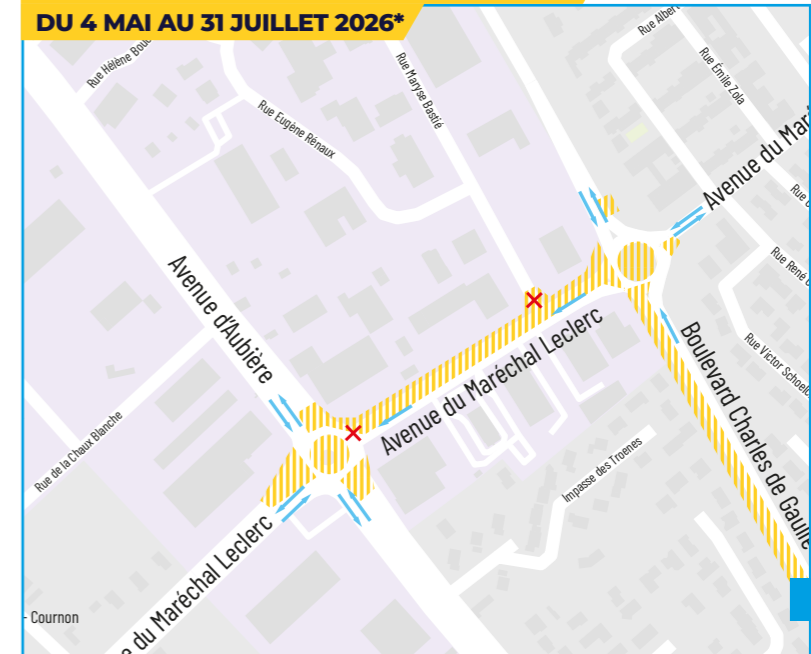 DU 4 MAI AU 31 JUILLET 2026*
Rue Albert
Rue Hélène Bouc
Rue Maryse Bastié
Rue Émile Zola
Rue Eugène Rénaux
Avenue du Mar
Rue
Rue René
Avenue d'Aubière
Avenue du Maréchal Leclerc
Boulevard Charles de Gaulle
Rue Victor Schoelc
Rue de la Chaux Blanche
Impasse des Troenes
e du Maréchal Leclerc
- Cournon